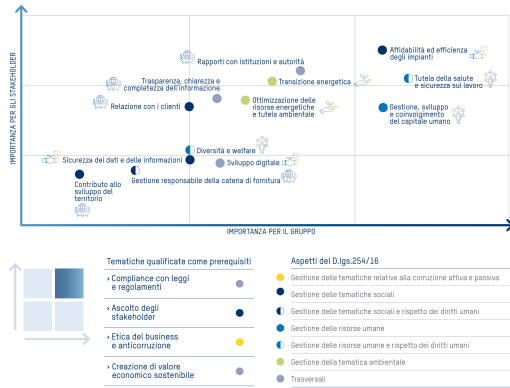 IMPORTANZA PER GLI STAKEHOLDER
Affidabilità ed efficienza
degli impianti
Rapporti con istituzioni e autorità
Trasparenza, chiarezza e
completezza dell'informazione
Transizione energetica
Tutela della salute
e sicurezza sul lavoro
Relazione con i clienti
Ottimizzazione delle
risorse energetiche
e tutela ambientale
Gestione, sviluppo
e coinvolgimento
del capitale umano
Diversità e welfare
Sicurezza dei dati e delle informazioni
Sviluppo digitale
Gestione responsabile della catena di fornitura
Contributo allo
sviluppo del
territorio
IMPORTANZA PER IL GRUPPO
Tematiche qualificate come prerequisiti
› Compliance con leggi
e regolamenti
› Ascolto degli
stakeholder
› Etica del business
e anticorruzione
› Creazione di valore
economico sostenibile
Aspetti del D.lgs.254/16
Gestione delle tematiche relative alla corruzione attiva e passiva
Gestione delle tematiche sociali
Gestione delle tematiche sociali e rispetto dei diritti umani
Gestione delle risorse umane
Gestione delle risorse umane e rispetto dei diritti umani
Gestione della tematica ambientale
Trasversali